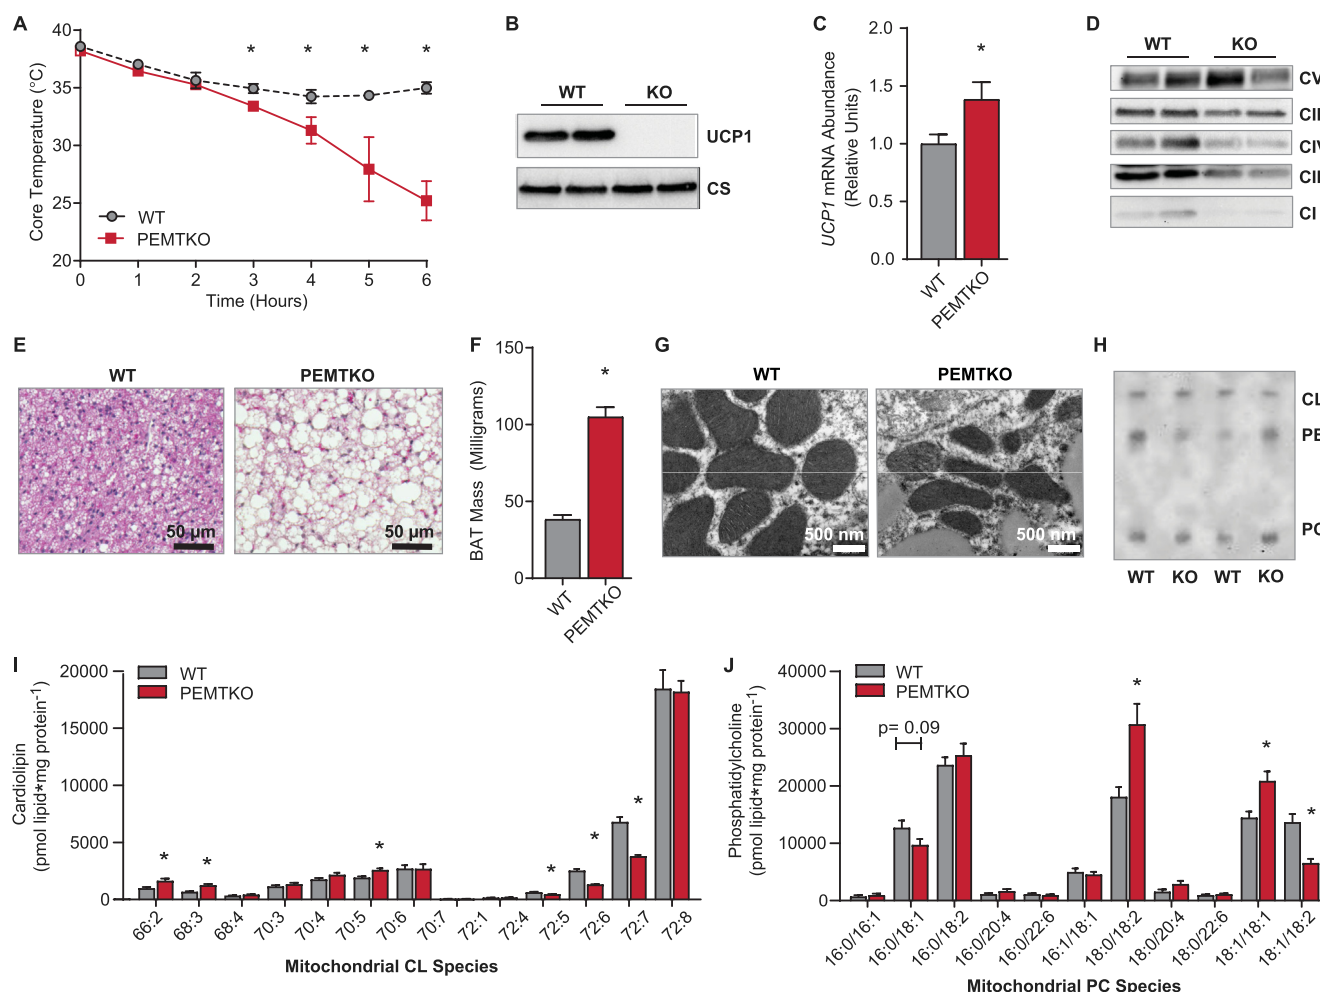 A
40
35
30
25
20
Core Temperature (°C)
* * * *
WT
PEMTKO
0 1 2 3 4 5 6
Time (Hours)
B
WT KO
UCP1
CS
C
2.0
1.5
1.0
0.5
0.0
UCP1 mRNA Abundance
(Relative Units)
*
WT
PEMTKO
D
WT KO
CV
CII
CIV
CII
CI
E
WT PEMTKO
50 µm 50 µm
F
150
100
50
0
BAT Mass (Milligrams)
*
WT
PEMTKO
G
WT PEMTKO
500 nm 500 nm
H
CL
PE
PC
WT KO WT KO
I
20000
15000
10000
5000
0
Cardiolipin
(pmol lipid*mg protein-1)
WT
PEMTKO
* * * * * *
66:2 68:3 68:4 70:3 70:4 70:5 70:6 70:7 72:1 72:4 72:5 72:6 72:7 72:8
Mitochondrial CL Species
J
40000
30000
20000
10000
0
Phosphatidylcholine
(pmol lipid*mg protein-1)
WT
PEMTKO
p= 0.09
* * *
16:0/16:1 16:0/18:1 16:0/18:2 16:0/20:4 16:0/22:6 16:1/18:1 18:0/18:2 18:0/20:4 18:0/22:6 18:1/18:1 18:1/18:2
Mitochondrial PC Species